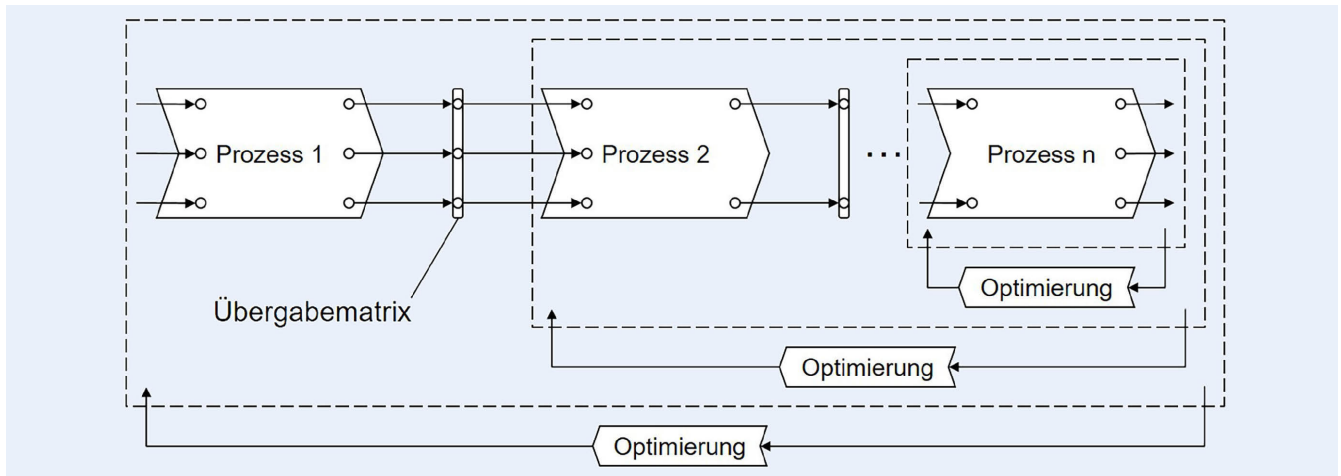 Prozess 1
Prozess 2
...
Prozess n
Übergabematrix
Optimierung
Optimierung
Optimierung